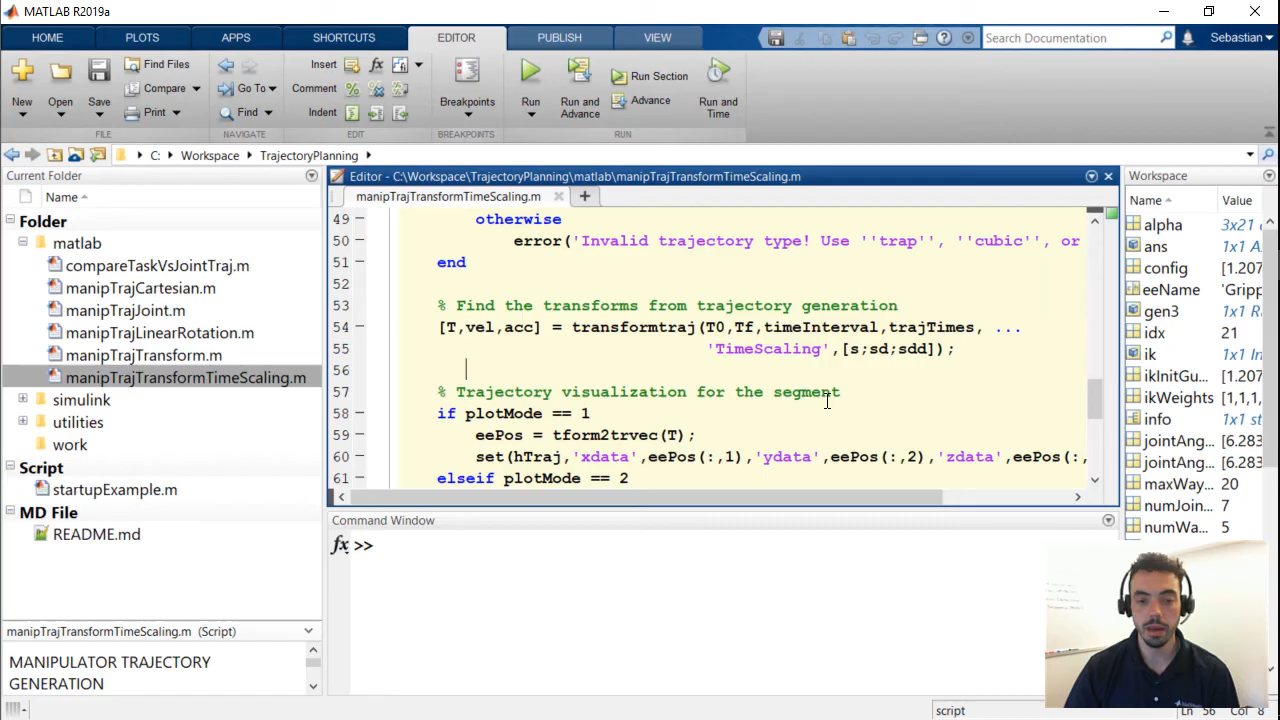 MATLAB R2019a
HOME
PLOTS
APPS
SHORTCUTS
EDITOR
PUBLISH
VIEW
Search Documentation
Sebastian
New
Open
Save
Find Files
Compare
Print
Go To
Find
Insert
fx
Comment
%
Indent
Breakpoints
Run
Run and
Advance
Run Section
Advance
Run and
Time
FILE
NAVIGATE
EDIT
BREAKPOINTS
RUN
C:
Workspace
TrajectoryPlanning
Current Folder
Name
Folder
matlab
compareTaskVsJointTraj.m
manipTrajCartesian.m
manipTrajJoint.m
manipTrajLinearRotation.m
manipTrajTransform.m
manipTrajTransformTimeScaling.m
simulink
utilities
work
Script
startupExample.m
MD File
README.md
manipTrajTransformTimeScaling.m (Script)
MANIPULATOR TRAJECTORY
GENERATION
Editor - C:\Workspace\TrajectoryPlanning\matlab\manipTrajTransformTimeScaling.m
manipTrajTransformTimeScaling.m
49 otherwise
50 error('Invalid trajectory type! Use ''trap'', ''cubic'', or
51 end
52
53 % Find the transforms from trajectory generation
54 [T,vel,acc] = transformtraj(T0,Tf,timeInterval,trajTimes, ...
55 'TimeScaling',[s;sd;sdd]);
56
57 % Trajectory visualization for the segment
58 if plotMode == 1
59 eePos = tform2trvec(T);
60 set(hTraj,'xdata',eePos(:,1),'ydata',eePos(:,2),'zdata',eePos(:,
61 elseif plotMode == 2
Command Window
fx >>
Workspace
Name Value
alpha 3x21
ans 1x1
config [1.207
eeName 'Gripp
gen3 1x1
idx 21
ik 1x1
ikInitGu... [1.207
ikWeights [1,1,1,
info 1x1 st
jointAng... [6.283
jointAng... [6.283
maxWay... 20
numJoin... 7
numWa... 5
script
Ln 56 Col 8